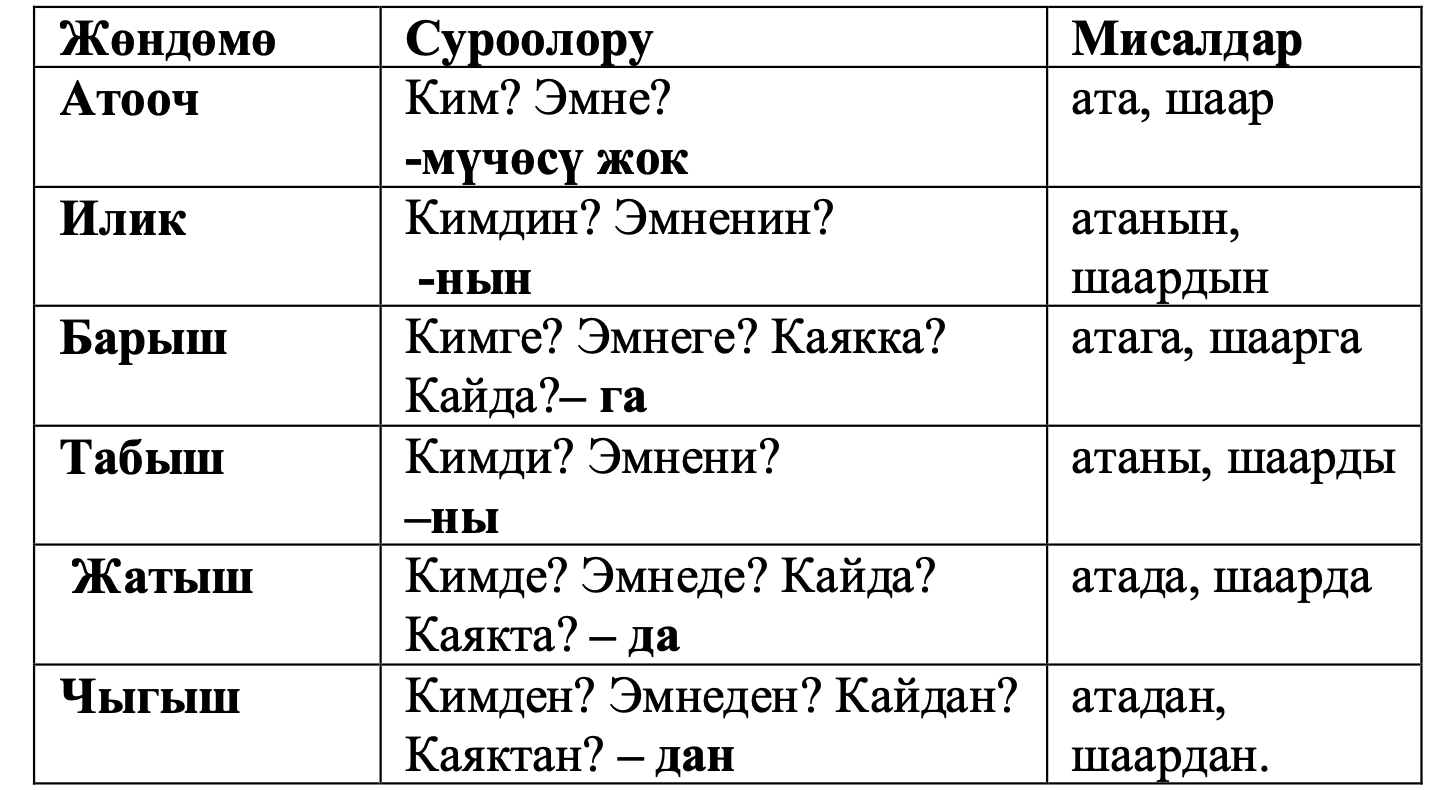 Жөндөмө Суроолору Мисалдар
Атооч Ким? Эмне? ата, шаар
-мүчөсү жок
Илик Кимдин? Эмненин? атанын,
-нын шаардын
Барыш Кимге? Эмнеге? Каякка? атага, шаарга
Кайда?– га
Табыш Кимди? Эмнени? атаны, шаарды
–ны
Жатыш Кимде? Эмнеде? Кайда? атада, шаарда
Каякта? – да
Чыгыш Кимден? Эмнеден? Кайдан? атадан,
Каяктан? – дан шаардан.